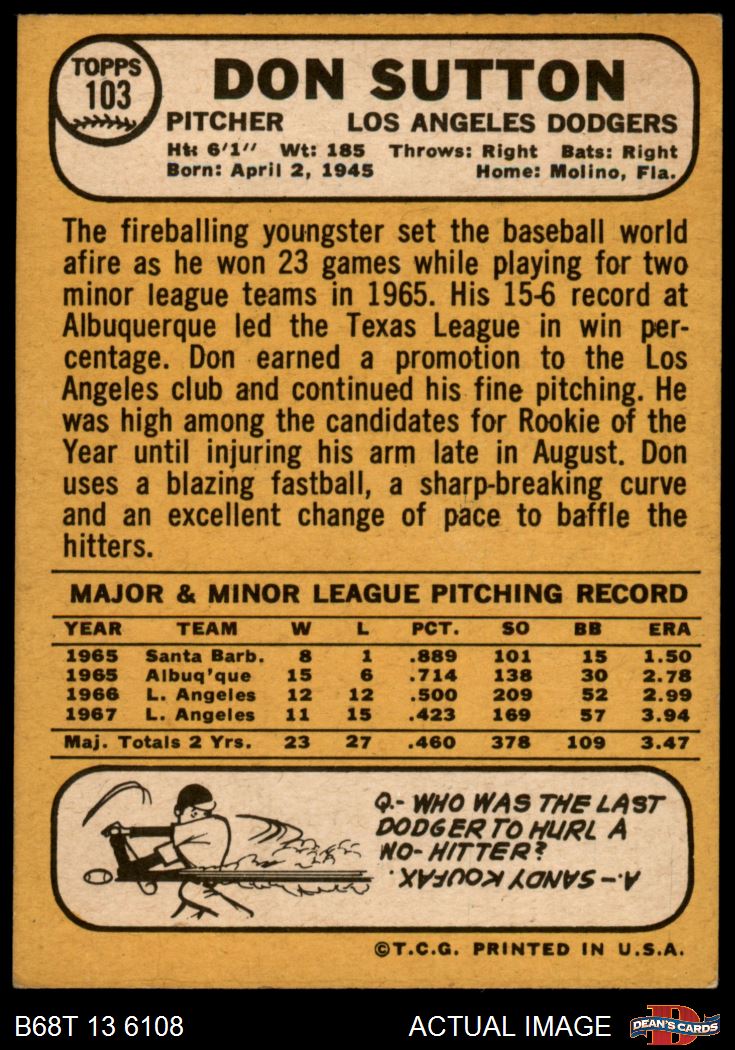 TOPPS
103
DON SUTTON
PITCHER LOS ANGELES DODGERS
Ht: 6'1" Wt: 185 Throws: Right Bats: Right
Born: April 2, 1945 Home: Molino, Fla.
The fireballing youngster set the baseball world
afire as he won 23 games while playing for two
minor league teams in 1965. His 15-6 record at
Albuquerque led the Texas League in win per-
centage. Don earned a promotion to the Los
Angeles club and continued his fine pitching. He
was high among the candidates for Rookie of the
Year until injuring his arm late in August. Don
uses a blazing fastball, a sharp-breaking curve
and an excellent change of pace to baffle the
hitters.
MAJOR & MINOR LEAGUE PITCHING RECORD
YEAR TEAM W L PCT. SO BB ERA
1965 Santa Barb. 8 1 .889 101 15 1.50
1965 Albuq'que 15 6 .714 138 30 2.78
1966 L. Angeles 12 12 .500 209 52 2.99
1967 L. Angeles 11 15 .423 169 57 3.94
Maj. Totals 2 Yrs. 23 27 .460 378 109 3.47
Q.- WHO WAS THE LAST
DODGER TO HURL A
NO-HITTER?
A.- SANDY KOUFAX.
©T.C.G. PRINTED IN U.S.A.
B68T 13 6108 ACTUAL IMAGE
D
DEAN'S CARDS